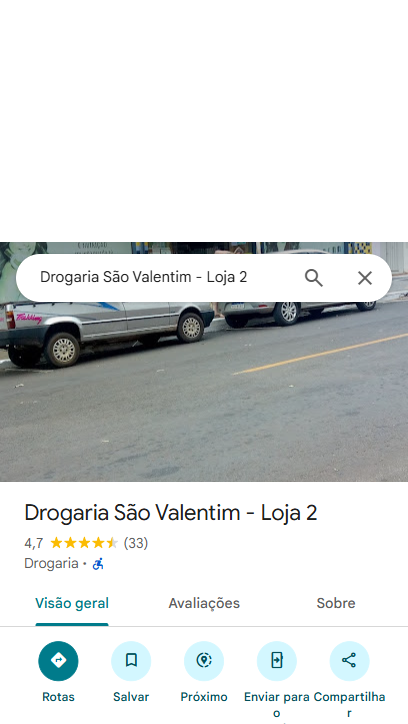 Drogaria São Valentim - Loja 2
Drogaria São Valentim - Loja 2
4,7 (33)
Drogaria ·
Visão geral Avaliações Sobre
Rotas Salvar Próximo Enviar para o Compartilhar